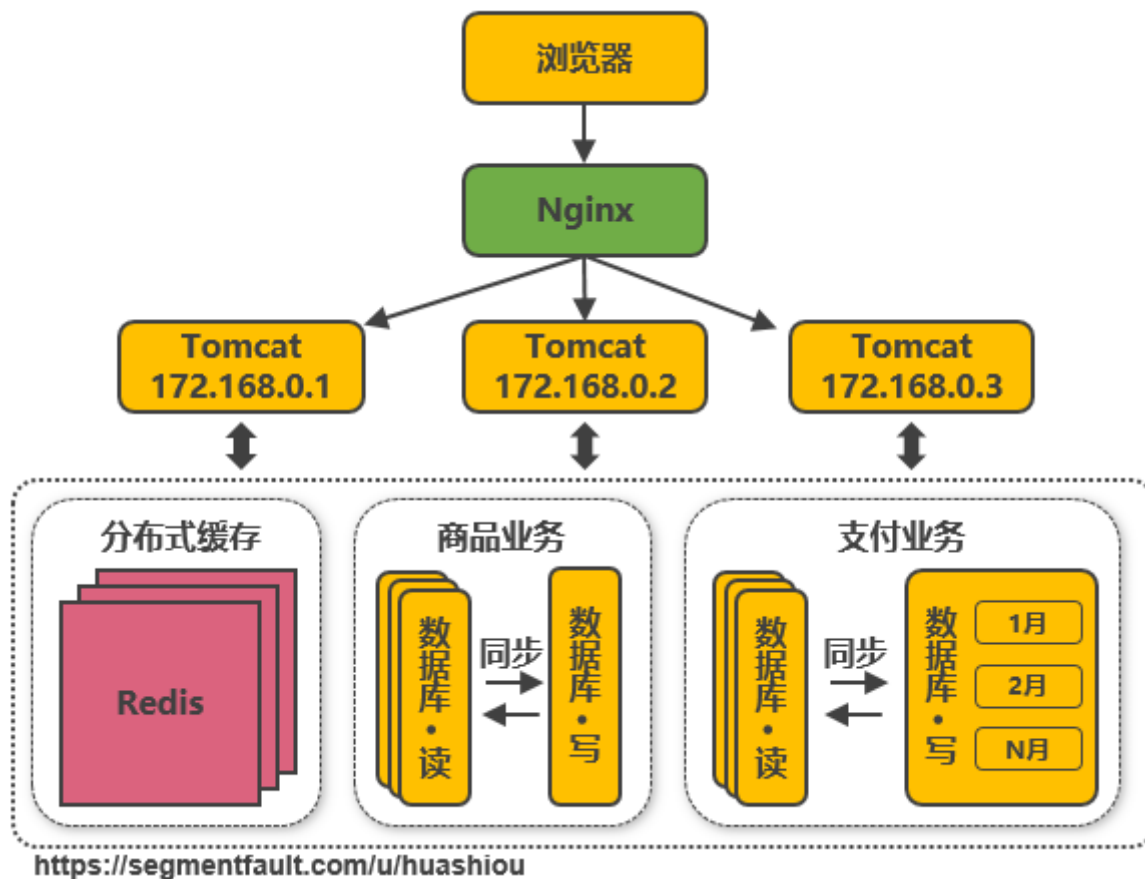 浏览器
Nginx
Tomcat
172.168.0.1
Tomcat
172.168.0.2
Tomcat
172.168.0.3
分布式缓存
Redis
商品业务
数据库·读
同步
数据库·写
支付业务
数据库·读
同步
数据库·写
1月
2月
N月
https://segmentfault.com/u/huashiou